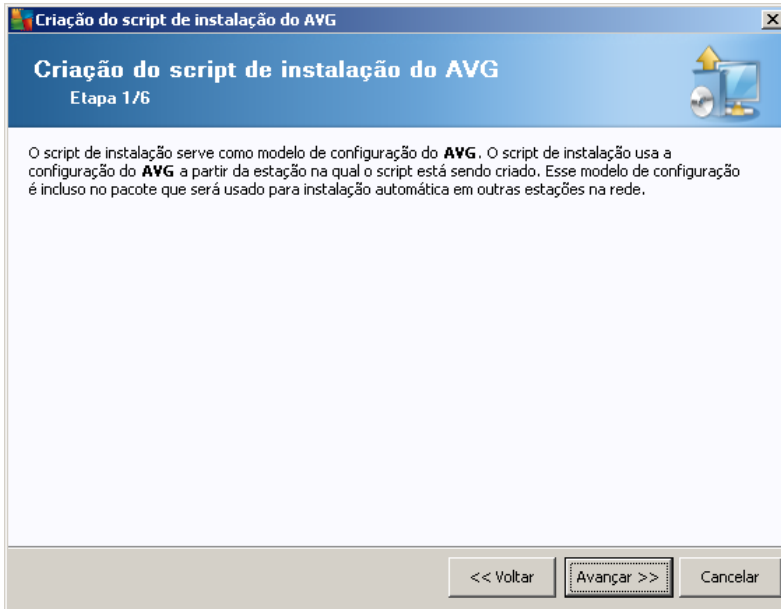 Criação do script de instalação do AVG
Criação do script de instalação do AVG
Etapa 1/6
O script de instalação serve como modelo de configuração do AVG. O script de instalação usa a
configuração do AVG a partir da estação na qual o script está sendo criado. Esse modelo de configuração
é incluso no pacote que será usado para instalação automática em outras estações na rede.
<< Voltar
Avançar >>
Cancelar